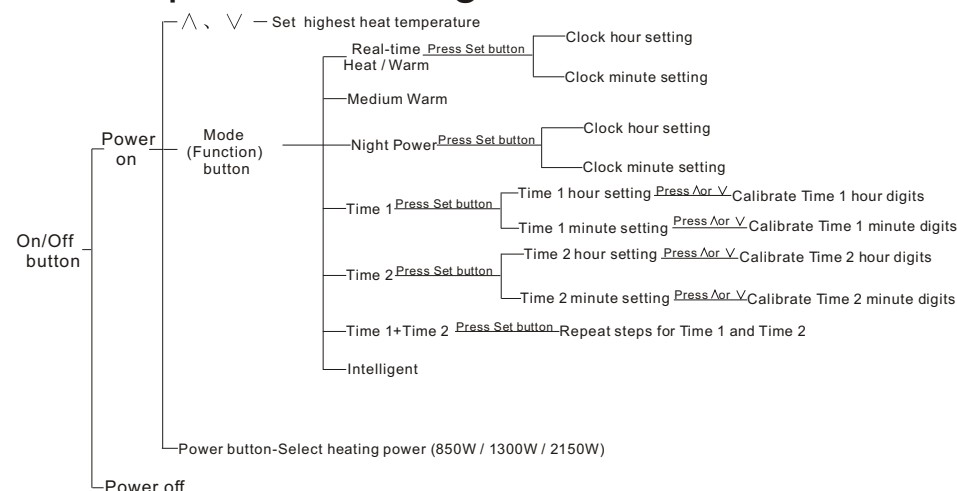 ∧ 、 ∨ — Set highest heat temperature
Real-time Heat / Warm
Press Set button
Clock hour setting
Clock minute setting
Medium Warm
Power on
Mode (Function) button
Night Power
Press Set button
Clock hour setting
Clock minute setting
Time 1
Press Set button
Time 1 hour setting Press ∧ or ∨ Calibrate Time 1 hour digits
Time 1 minute setting Press ∧ or ∨ Calibrate Time 1 minute digits
On/Off button
Time 2
Press Set button
Time 2 hour setting Press ∧ or ∨ Calibrate Time 2 hour digits
Time 2 minute setting Press ∧ or ∨ Calibrate Time 2 minute digits
Time 1+Time 2 Press Set button Repeat steps for Time 1 and Time 2
Intelligent
Power button-Select heating power (850W / 1300W / 2150W)
Power off